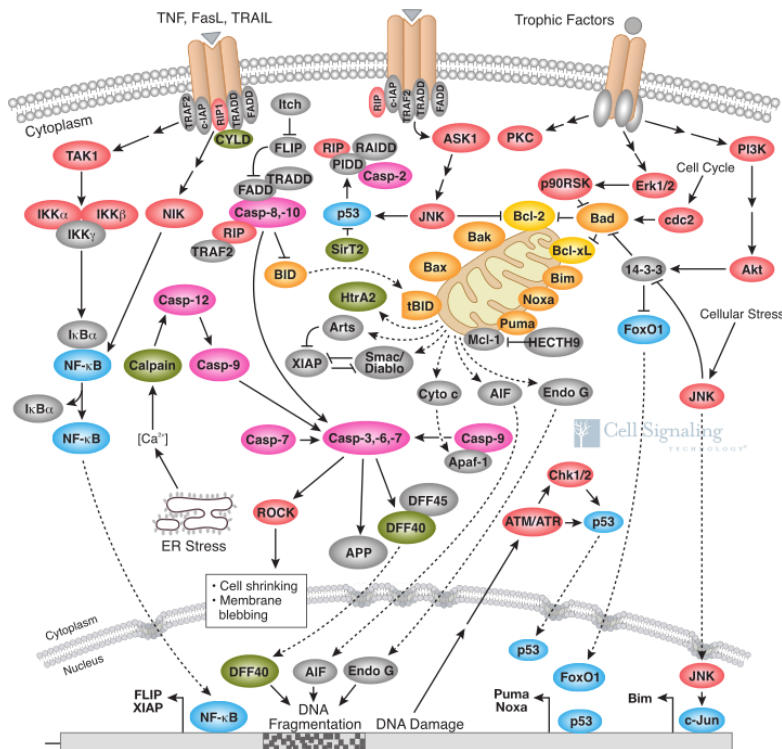 TNF, FasL, TRAIL
Trophic Factors
Cytoplasm
TRAF2
c-IAP
RIP1
TRADD
FADD
CYLD
RIP
c-IAP
TRAF2
TRADD
FADD
Itch
FLIP
TRADD
FADD
Casp-8,-10
RIP
TRAF2
RIP
RAIDD
PIDD
Casp-2
ASK1
PKC
PI3K
TAK1
Cell Cycle
p90RSK
Erk1/2
IKKα
IKKβ
IKKγ
NIK
p53
JNK
Bcl-2
Bad
cdc2
SirT2
Bak
Bcl-xL
BID
Bax
Bim
14-3-3
Akt
HtrA2
tBID
Noxa
Casp-12
Puma
Cellular Stress
Arts
Mcl-1
HECTH9
FoxO1
IκBα
NF-κB
Calpain
Casp-9
XIAP
Smac/
Diablo
Cyto c
AIF
Endo G
JNK
IκBα
NF-κB
[Ca²⁺]
Casp-7
Casp-3,-6,-7
Casp-9
Apaf-1
Cell Signaling
TECHNOLOGY®
Chk1/2
ER Stress
ROCK
DFF45
DFF40
APP
ATM/ATR
p53
• Cell shrinking
• Membrane
blebbing
Cytoplasm
Nucleus
p53
DFF40
AIF
Endo G
FoxO1
JNK
FLIP
XIAP
NF-κB
DNA
Fragmentation
DNA Damage
Puma
Noxa
p53
Bim
c-Jun